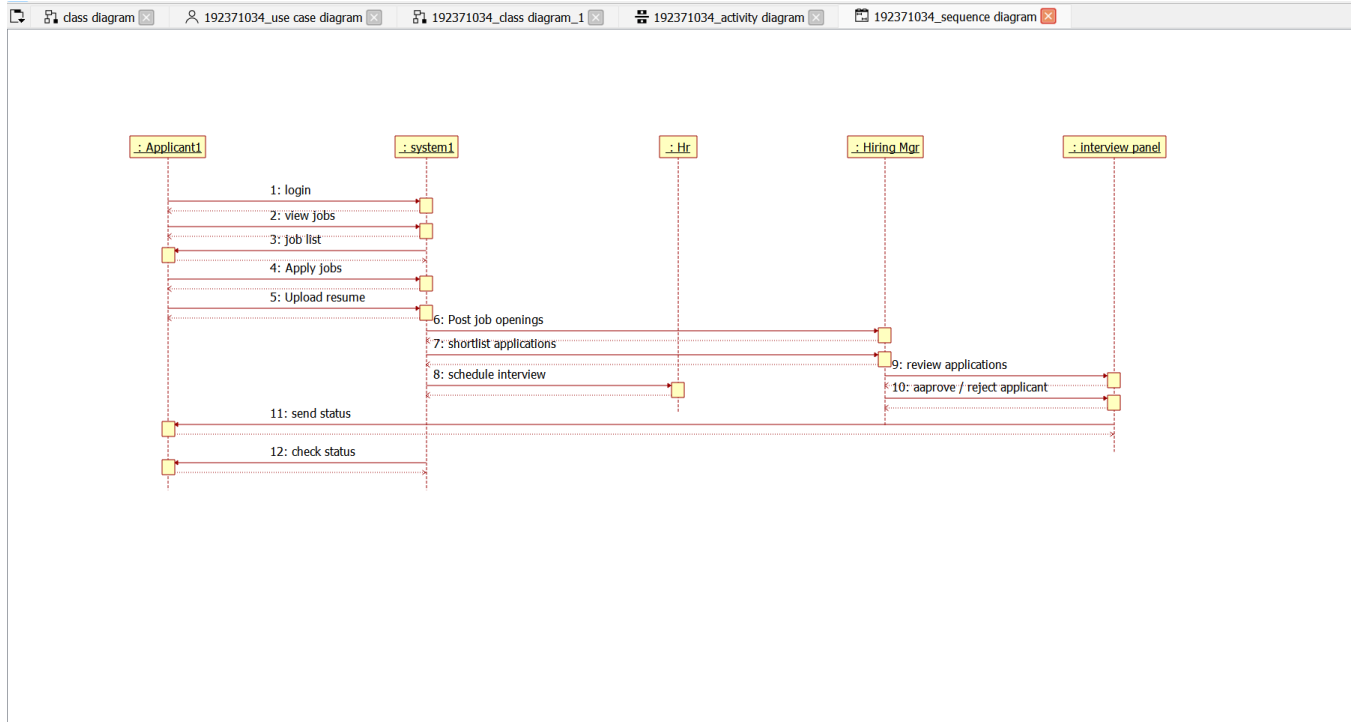 class diagram
192371034_use case diagram
192371034_class diagram_1
192371034_activity diagram
192371034_sequence diagram
: Applicant1
: system1
: Hr
: Hiring Mgr
: interview panel
1: login
2: view jobs
3: job list
4: Apply jobs
5: Upload resume
6: Post job openings
7: shortlist applications
8: schedule interview
9: review applications
10: aaprove / reject applicant
11: send status
12: check status